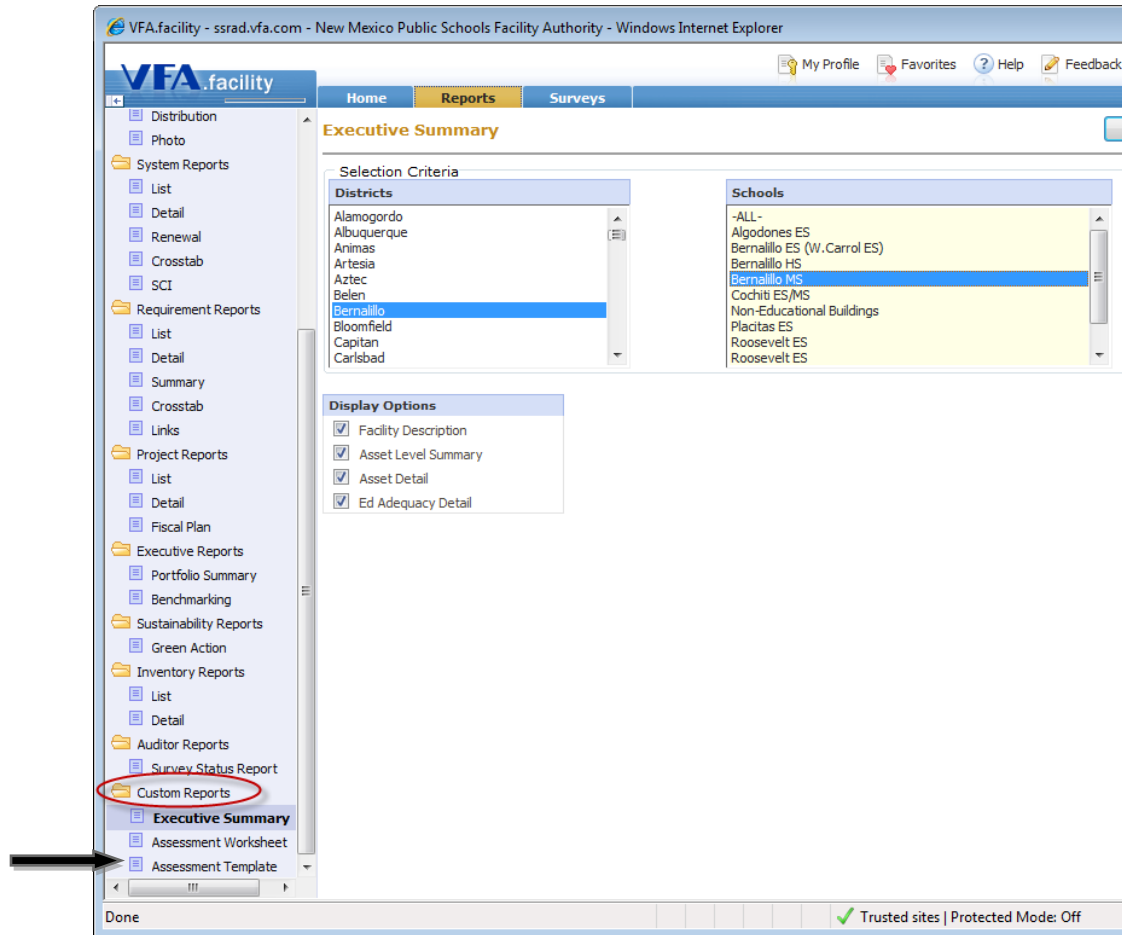 VFA.facility - ssrad.vfa.com - New Mexico Public Schools Facility Authority - Windows Internet Explorer
My Profile Favorites Help Feedback
VFA.facility
Home Reports Surveys
Distribution
Photo
System Reports
List
Detail
Renewal
Crosstab
SCI
Requirement Reports
List
Detail
Summary
Crosstab
Links
Project Reports
List
Detail
Fiscal Plan
Executive Reports
Portfolio Summary
Benchmarking
Sustainability Reports
Green Action
Inventory Reports
List
Detail
Auditor Reports
Survey Status Report
Custom Reports
Executive Summary
Assessment Worksheet
Assessment Template
Executive Summary
Selection Criteria
Districts
Alamogordo
Albuquerque
Animas
Artesia
Aztec
Belen
Bernalillo
Bloomfield
Capitan
Carlsbad
Schools
-ALL-
Algodones ES
Bernalillo ES (W.Carrol ES)
Bernalillo HS
Bernalillo MS
Cochiti ES/MS
Non-Educational Buildings
Placitas ES
Roosevelt ES
Roosevelt ES
Display Options
Facility Description
Asset Level Summary
Asset Detail
Ed Adequacy Detail
Done
Trusted sites | Protected Mode: Off